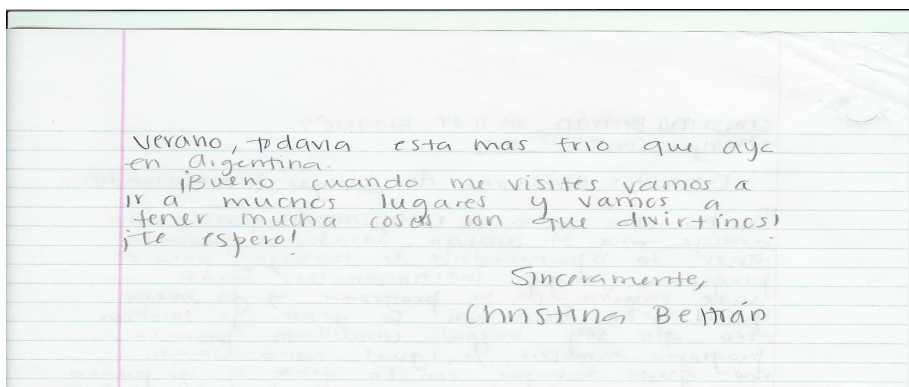 verano, todavia esta mas frio que aya
en argentina.
¡Bueno cuando me visites vamos a
ir a muchos lugares y vamos a
tener mucha cosas con que divirtinos!
¡Te espero!
Sinceramente,
Christina Beltrán